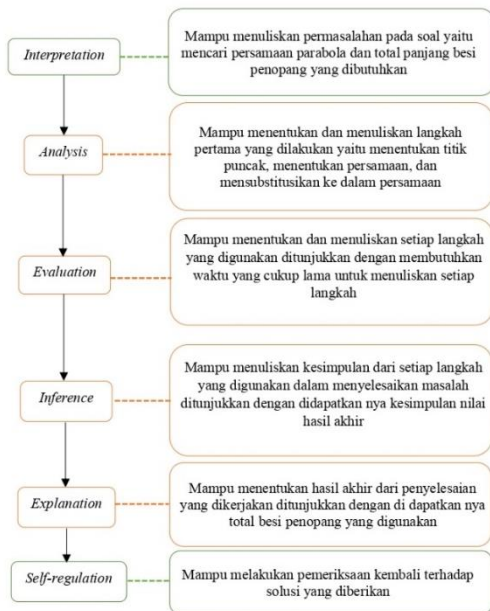 Mampu menuliskan permasalahan pada soal yaitu
mencari persamaan parabola dan total panjang besi
penopang yang dibutuhkan
Interpretation
Mampu menentukan dan menuliskan langkah
pertama yang dilakukan yaitu menentukan titik
puncak, menentukan persamaan, dan
mensubstitusikan ke dalam persamaan
Analysis
Mampu menentukan dan menuliskan setiap langkah
yang digunakan ditunjukkan dengan membutuhkan
waktu yang cukup lama untuk menuliskan setiap
langkah
Evaluation
Mampu menuliskan kesimpulan dari setiap langkah
yang digunakan dalam menyelesaikan masalah
ditunjukkan dengan didapatkan nya kesimpulan nilai
hasil akhir
Inference
Mampu menentukan hasil akhir dari penyelesaian
yang dikerjakan ditunjukkan dengan di dapatkan nya
total besi penopang yang digunakan
Explanation
Mampu melakukan pemeriksaan kembali terhadap
solusi yang diberikan
Self-regulation